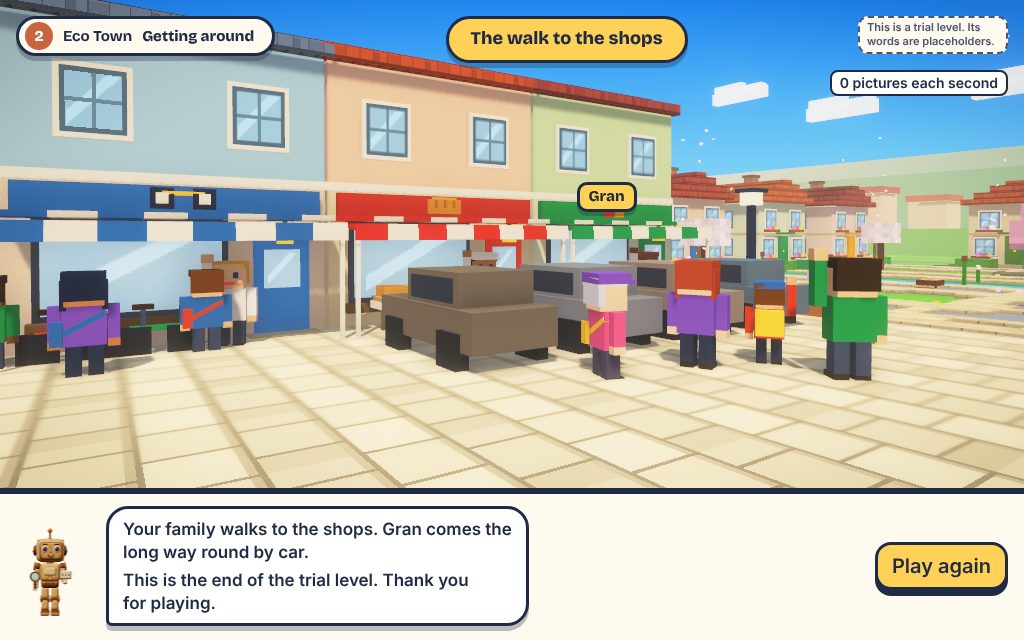 2 Eco Town Getting around
The walk to the shops
This is a trial level. Its
words are placeholders.
0 pictures each second
Gran
Your family walks to the shops. Gran comes the
long way round by car.
This is the end of the trial level. Thank you
for playing.
Play again